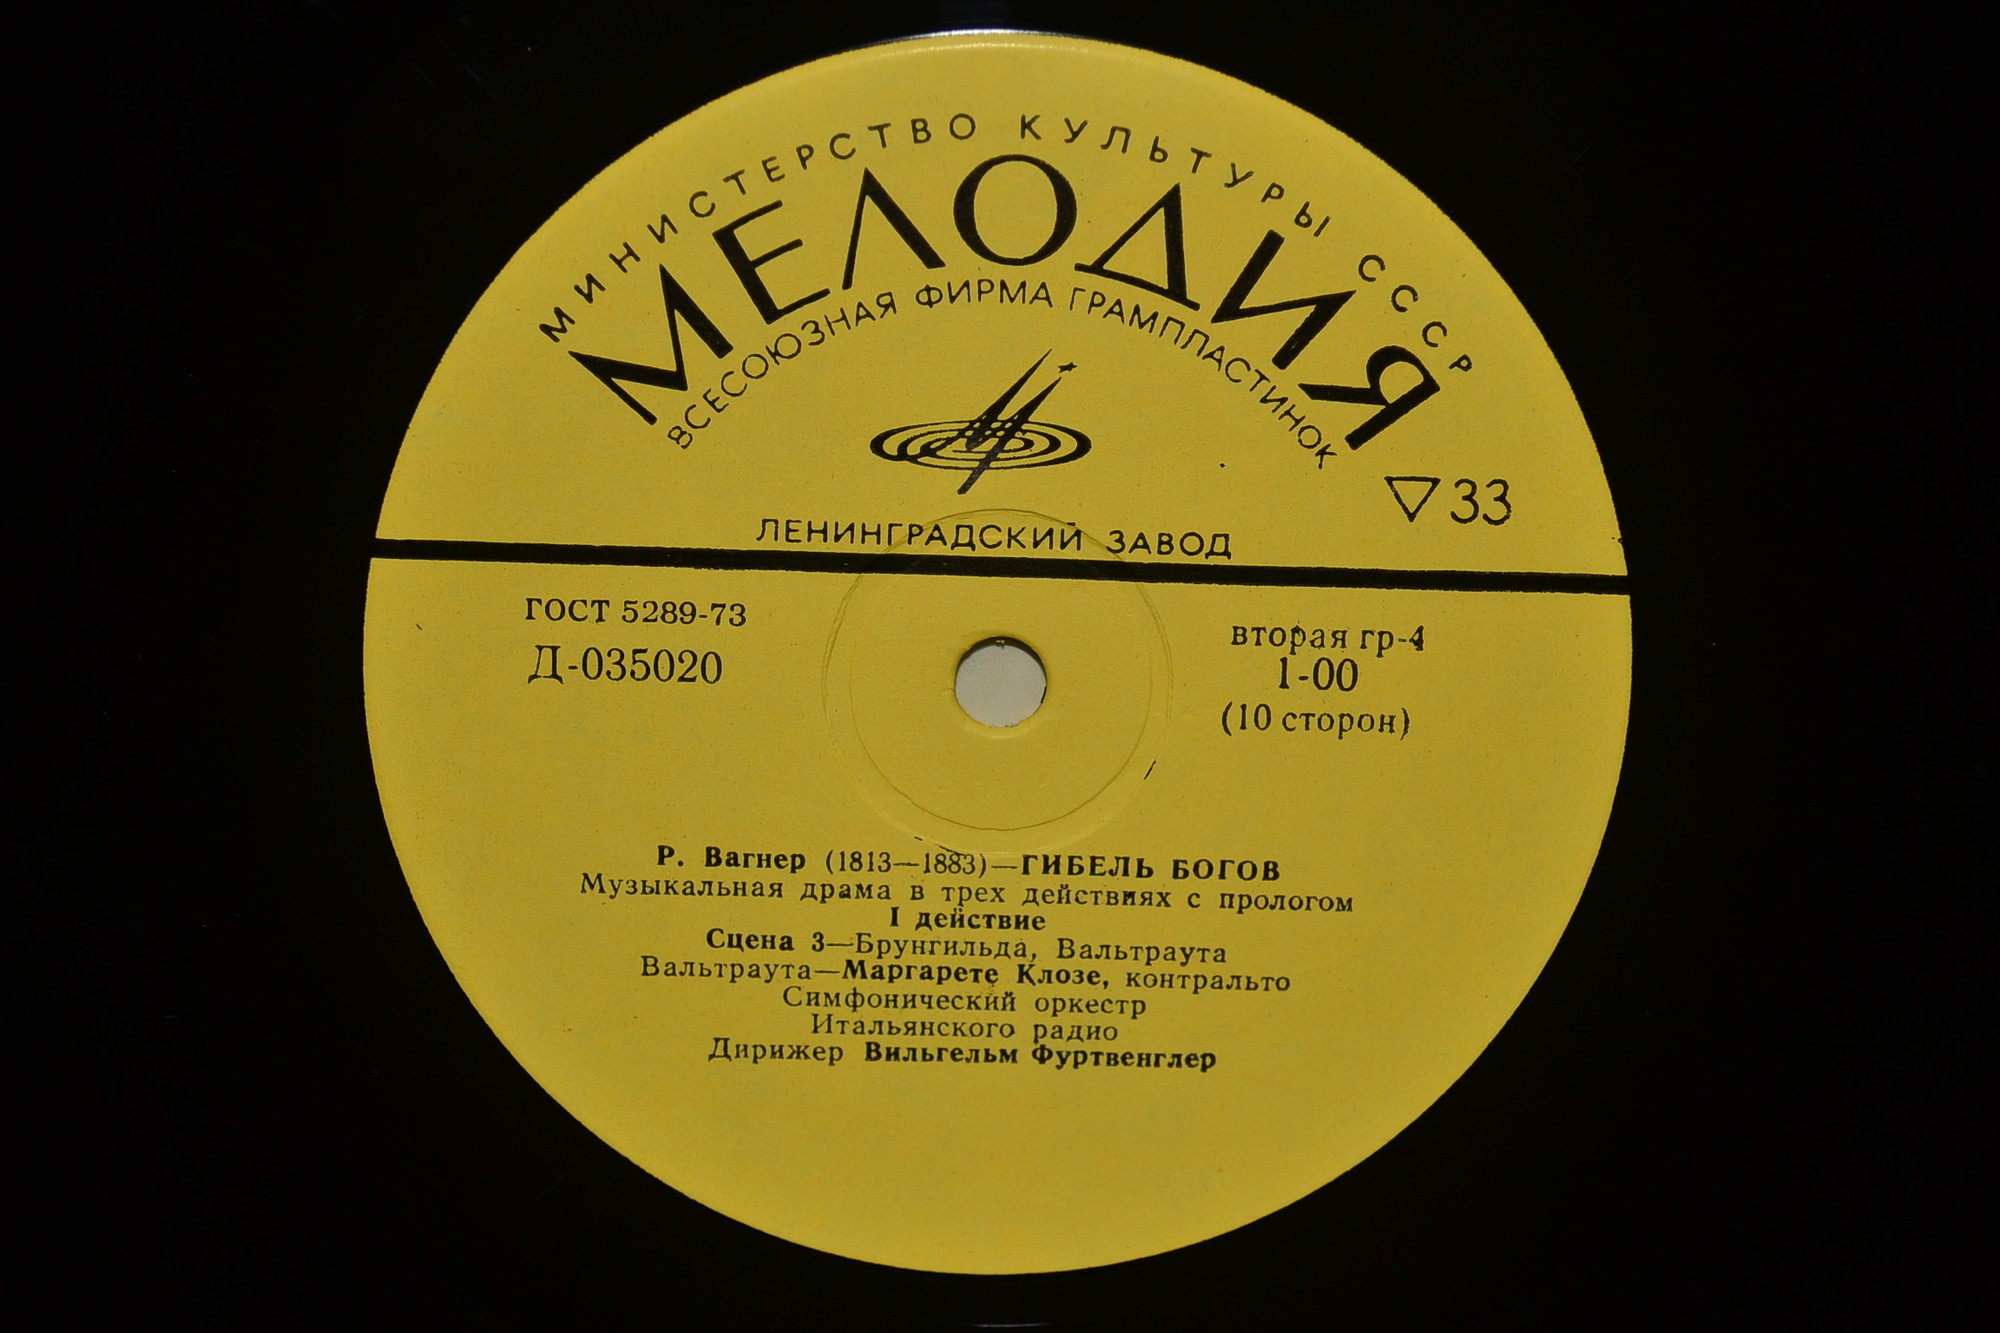 МИНИСТЕРСТВО КУЛЬТУРЫ СССР
МЕЛОДИЯ
ВСЕСОЮЗНАЯ ФИРМА ГРАМПЛАСТИНОК
33
ЛЕНИНГРАДСКИЙ ЗАВОД
ГОСТ 5289-73
Д-035020
вторая гр-4
1-00
(10 сторон)
Р. Вагнер (1813—1883)—ГИБЕЛЬ БОГОВ
Музыкальная драма в трех действиях с прологом
I действие
Сцена 3—Брунгильда, Вальтраута
Вальтраута—Маргарете Клозе, контральто
Симфонический оркестр
Итальянского радио
Дирижер Вильгельм Фуртвенглер